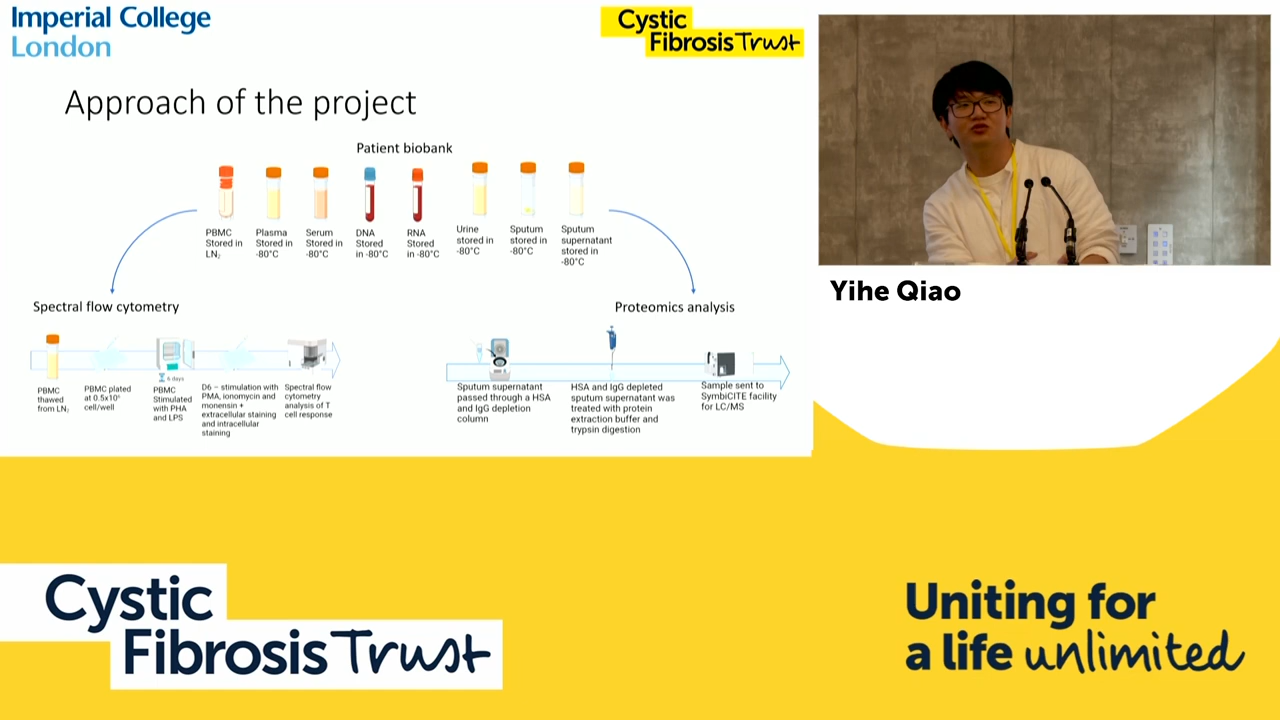 Imperial College
London
Cystic
Fibrosis Trust
Approach of the project
Patient biobank
PBMC
Stored in
LN₂
Plasma
Stored in
-80°C
Serum
Stored in
-80°C
DNA
Stored
in -80°C
RNA
Stored
in -80°C
Urine
stored in
-80°C
Sputum
stored in
-80°C
Sputum
supernatant
stored in
-80°C
Spectral flow cytometry
6 days
PBMC
thawed
from LN₂
PBMC plated
at 0.5x10⁶
cell/well
PBMC
Stimulated
with PHA
and LPS
D6 – stimulation with
PMA, ionomycin and
monensin +
extracellular staining
and intracellular
staining
Spectral flow
cytometry
analysis of T
cell response
Proteomics analysis
Sputum supernatant
passed through a HSA
and IgG depletion
column
HSA and IgG depleted
sputum supernatant was
treated with protein
extraction buffer and
trypsin digestion
Sample sent to
SymbiCITE facility
for LC/MS
Yihe Qiao
Cystic
Fibrosis Trust
Uniting for
a life unlimited